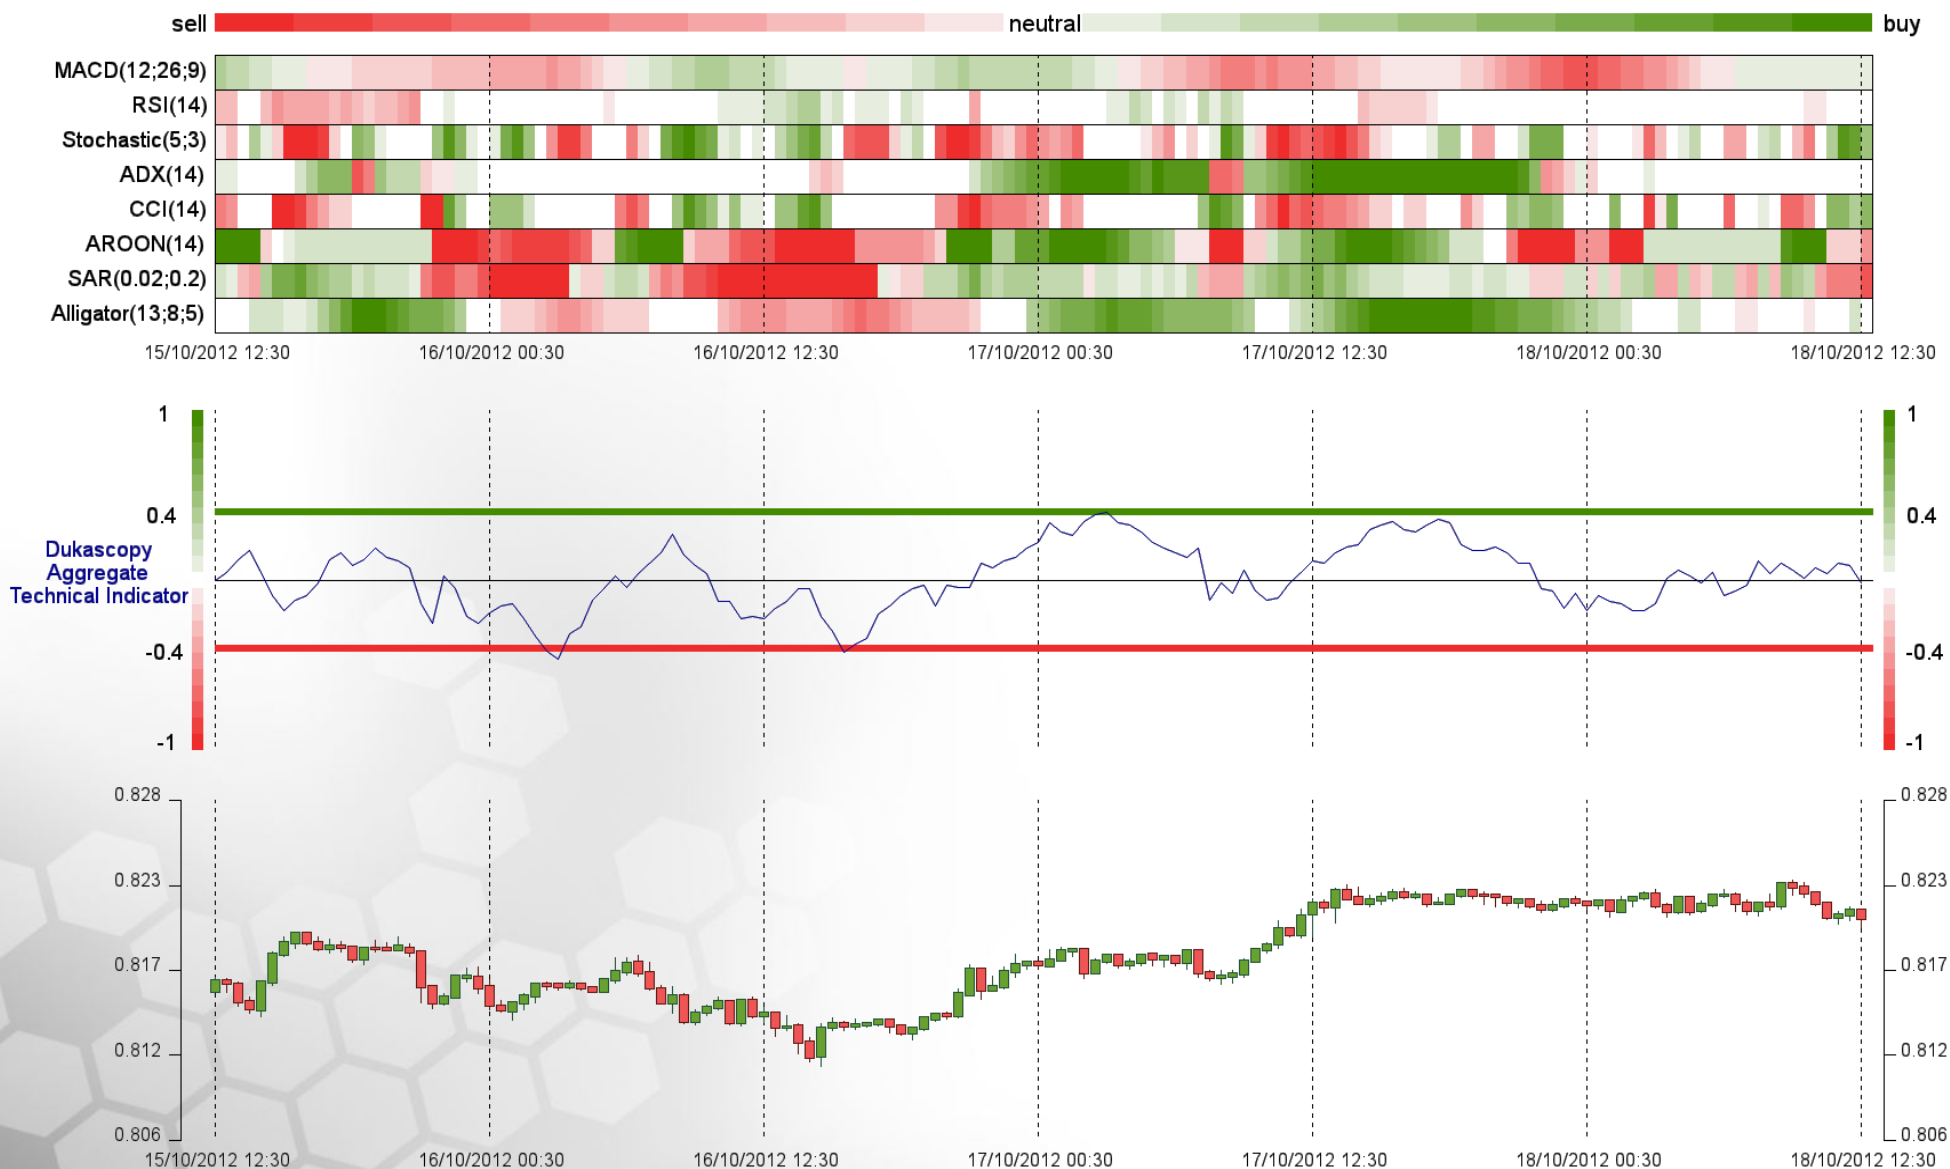 sell neutral buy
MACD(12;26;9)
RSI(14)
Stochastic(5;3)
ADX(14)
CCI(14)
AROON(14)
SAR(0.02;0.2)
Alligator(13;8;5)
15/10/2012 12:30 16/10/2012 00:30 16/10/2012 12:30 17/10/2012 00:30 17/10/2012 12:30 18/10/2012 00:30 18/10/2012 12:30
1 1
0.4 0.4
Dukascopy
Aggregate
Technical Indicator
-0.4 -0.4
-1 -1
0.828 0.828
0.823 0.823
0.817 0.817
0.812 0.812
0.806 0.806
15/10/2012 12:30 16/10/2012 00:30 16/10/2012 12:30 17/10/2012 00:30 17/10/2012 12:30 18/10/2012 00:30 18/10/2012 12:30